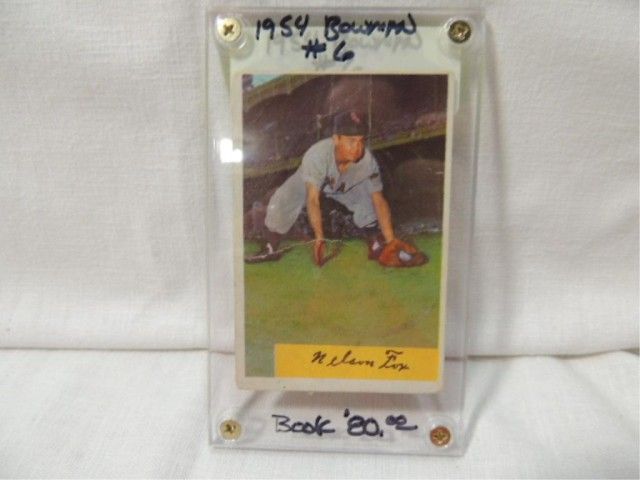 1954 Bowman
#6
Nelson Fox
Book $80.00